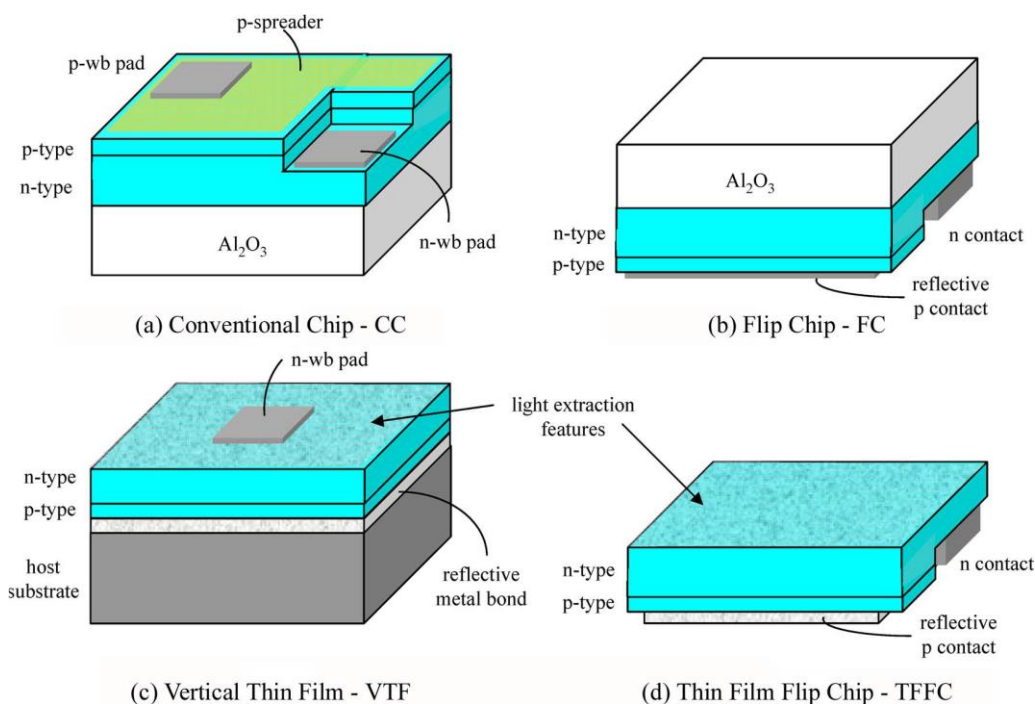 p-spreader
p-wb pad
p-type
n-type
Al₂O₃
n-wb pad
(a) Conventional Chip - CC
Al₂O₃
n-type
p-type
n contact
reflective
p contact
(b) Flip Chip - FC
n-wb pad
light extraction
features
n-type
p-type
host
substrate
reflective
metal bond
(c) Vertical Thin Film - VTF
n-type
p-type
n contact
reflective
p contact
(d) Thin Film Flip Chip - TFFC